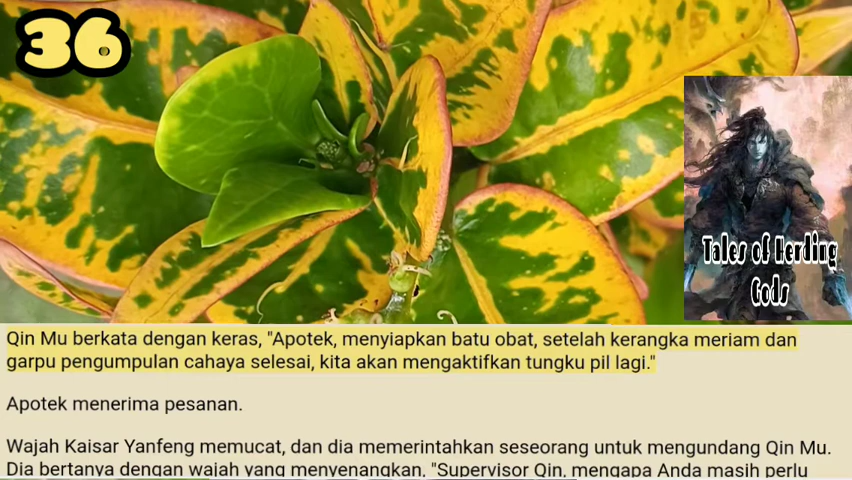 36
Tales of Herding
Gods
Qin Mu berkata dengan keras, "Apotek, menyiapkan batu obat, setelah kerangka meriam dan
garpu pengumpulan cahaya selesai, kita akan mengaktifkan tungku pil lagi."
Apotek menerima pesanan.
Wajah Kaisar Yanfeng memucat, dan dia memerintahkan seseorang untuk mengundang Qin Mu.
Dia bertanya dengan wajah yang menyenangkan, "Supervisor Qin, mengapa Anda masih perlu